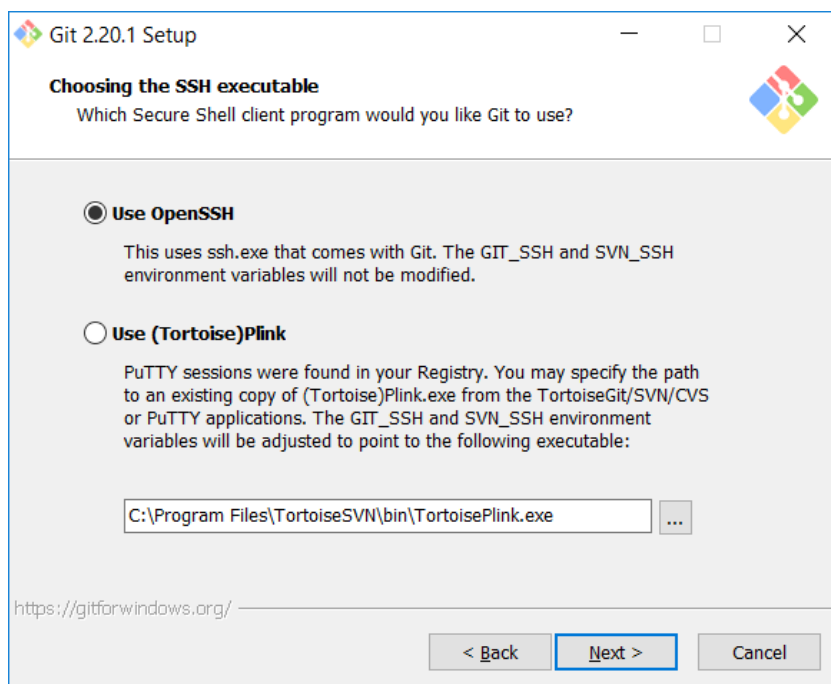 Git 2.20.1 Setup
Choosing the SSH executable
Which Secure Shell client program would you like Git to use?
Use OpenSSH
This uses ssh.exe that comes with Git. The GIT_SSH and SVN_SSH
environment variables will not be modified.
Use (Tortoise)Plink
PuTTY sessions were found in your Registry. You may specify the path
to an existing copy of (Tortoise)Plink.exe from the TortoiseGit/SVN/CVS
or PuTTY applications. The GIT_SSH and SVN_SSH environment
variables will be adjusted to point to the following executable:
C:\Program Files\TortoiseSVN\bin\TortoisePlink.exe
...
https://gitforwindows.org/
< Back
Next >
Cancel